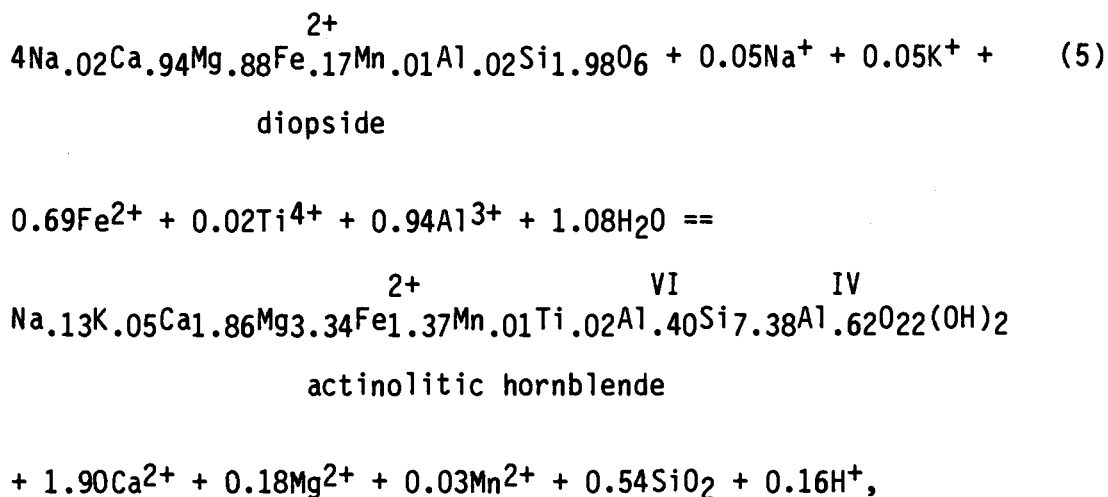 2+
4Na.02Ca.94Mg.88Fe.17Mn.01Al.02Si1.98O6 + 0.05Na+ + 0.05K+ + (5)
diopside
0.69Fe2+ + 0.02Ti4+ + 0.94Al3+ + 1.08H2O ==
2+ VI IV
Na.13K.05Ca1.86Mg3.34Fe1.37Mn.01Ti.02Al.40Si7.38Al.62O22(OH)2
actinolitic hornblende
+ 1.90Ca2+ + 0.18Mg2+ + 0.03Mn2+ + 0.54SiO2 + 0.16H+,